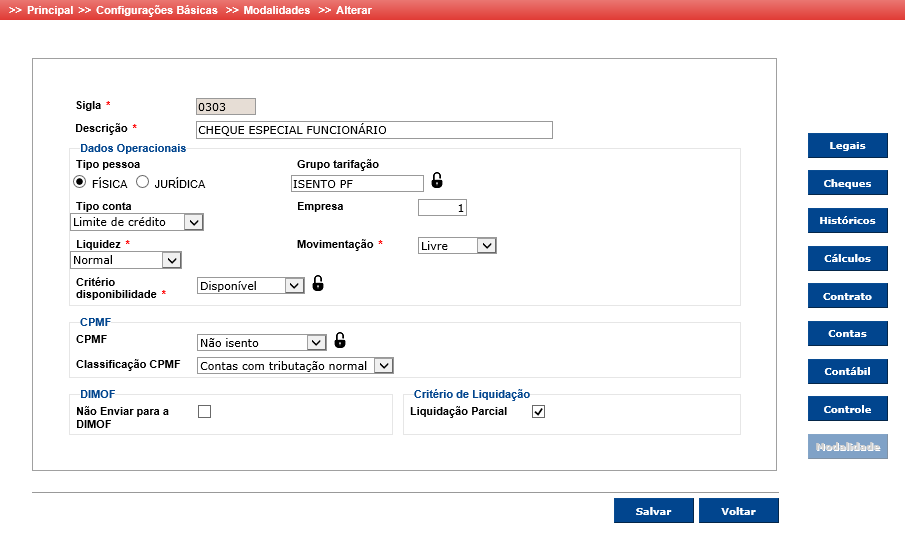 >> Principal >> Configurações Básicas >> Modalidades >> Alterar
Sigla * 0303
Descrição * CHEQUE ESPECIAL FUNCIONÁRIO
Dados Operacionais
Tipo pessoa Grupo tarifação
FÍSICA JURÍDICA ISENTO PF
Tipo conta Empresa 1
Limite de crédito
Liquidez * Movimentação * Livre
Normal
Critério
disponibilidade * Disponível
CPMF
CPMF Não isento
Classificação CPMF Contas com tributação normal
DIMOF Critério de Liquidação
Não Enviar para a Liquidação Parcial
DIMOF
Legais
Cheques
Históricos
Cálculos
Contrato
Contas
Contábil
Controle
Modalidade
Salvar Voltar